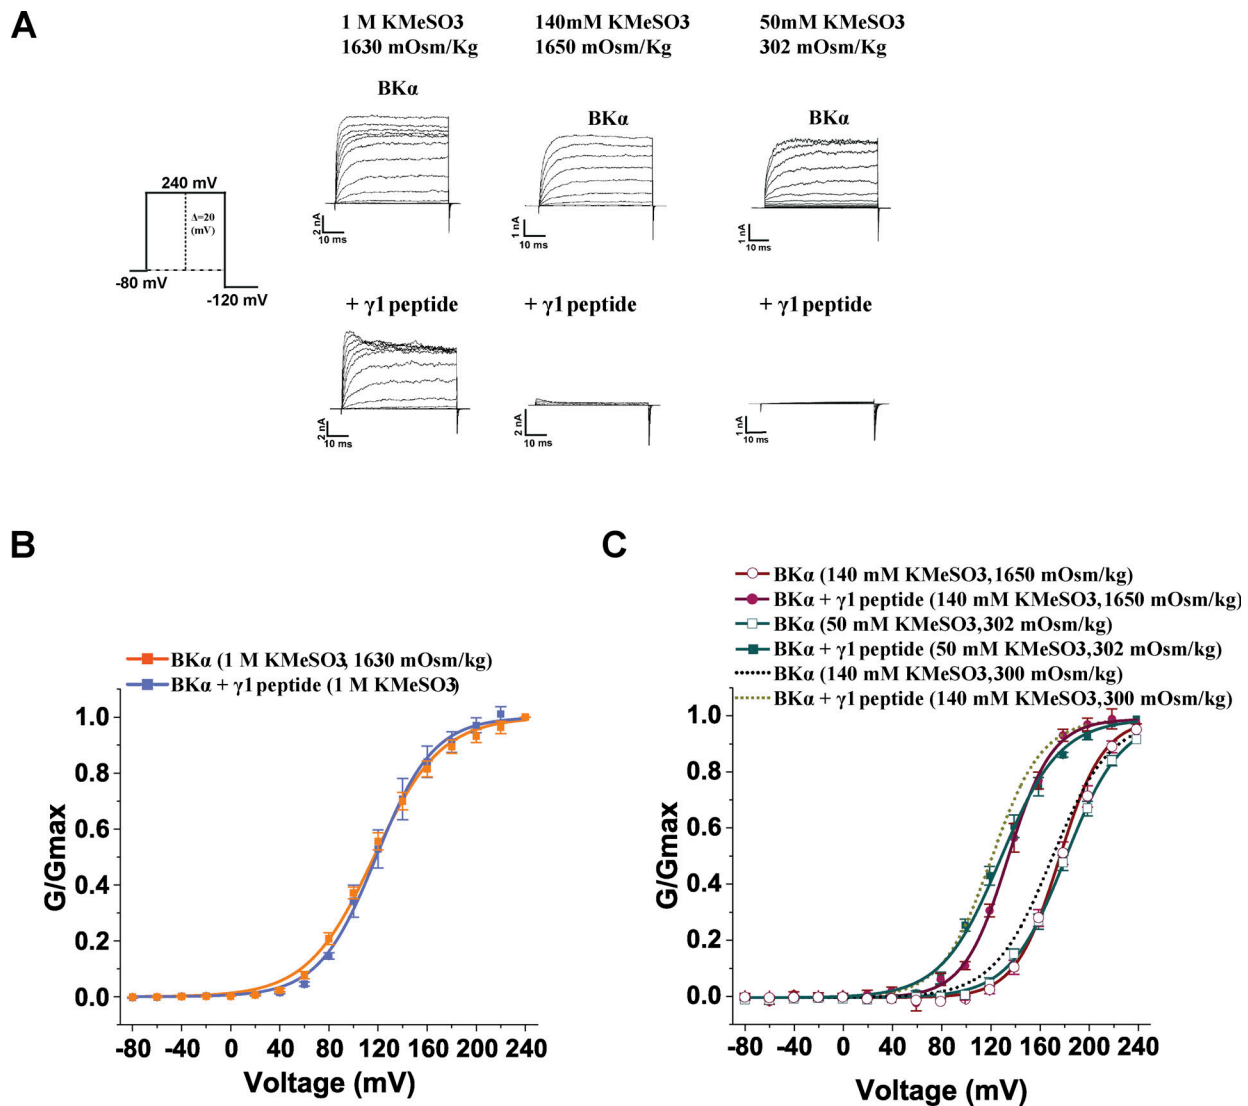 A
1 M KMeSO3
1630 mOsm/Kg
140mM KMeSO3
1650 mOsm/Kg
50mM KMeSO3
302 mOsm/Kg
BKα
BKα
BKα
240 mV
Δ=20
(mV)
-80 mV
-120 mV
2 nA
10 ms
1 nA
10 ms
1 nA
10 ms
+ γ1 peptide
+ γ1 peptide
+ γ1 peptide
2 nA
10 ms
1 nA
10 ms
1 nA
10 ms
B
BKα (1 M KMeSO3, 1630 mOsm/kg)
BKα + γ1 peptide (1 M KMeSO3)
1.0
0.8
0.6
0.4
0.2
0.0
G/Gmax
-80 -40 0 40 80 120 160 200 240
Voltage (mV)
C
BKα (140 mM KMeSO3,1650 mOsm/kg)
BKα + γ1 peptide (140 mM KMeSO3,1650 mOsm/kg)
BKα (50 mM KMeSO3,302 mOsm/kg)
BKα + γ1 peptide (50 mM KMeSO3,302 mOsm/kg)
BKα (140 mM KMeSO3,300 mOsm/kg)
BKα + γ1 peptide (140 mM KMeSO3,300 mOsm/kg)
1.0
0.8
0.6
0.4
0.2
0.0
G/Gmax
-80 -40 0 40 80 120 160 200 240
Voltage (mV)